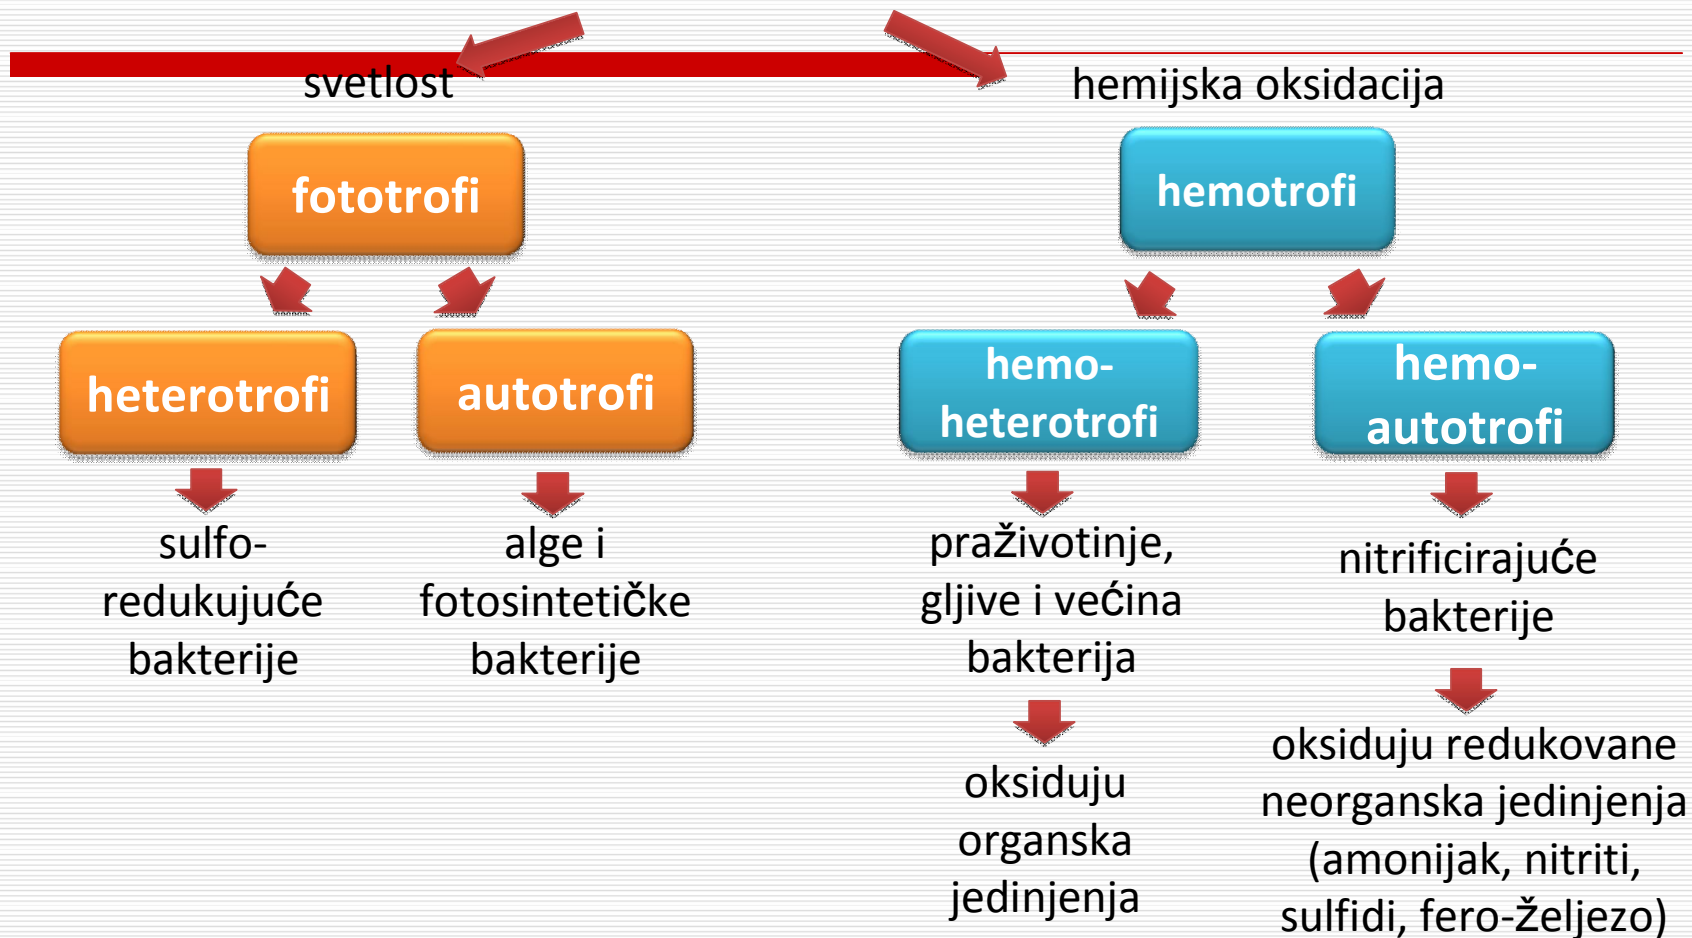 svetlost
hemijska oksidacija
fototrofi
hemotrofi
heterotrofi
autotrofi
hemo-
heterotrofi
hemo-
autotrofi
sulfo-
redukujuće
bakterije
alge i
fotosintetičke
bakterije
praživotinje,
gljive i većina
bakterija
nitrificirajuće
bakterije
oksiduju
organska
jedinjenja
oksiduju redukovane
neorganska jedinjenja
(amonijak, nitriti,
sulfidi, fero-željezo)